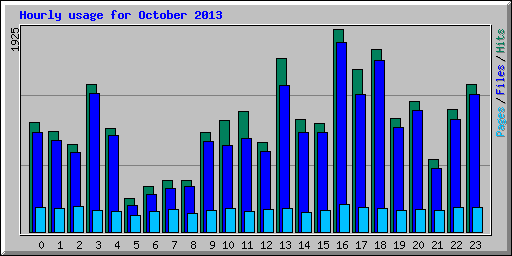 Hourly usage for October 2013
1925
Pages / Files / Hits
0 1 2 3 4 5 6 7 8 9 10 11 12 13 14 15 16 17 18 19 20 21 22 23